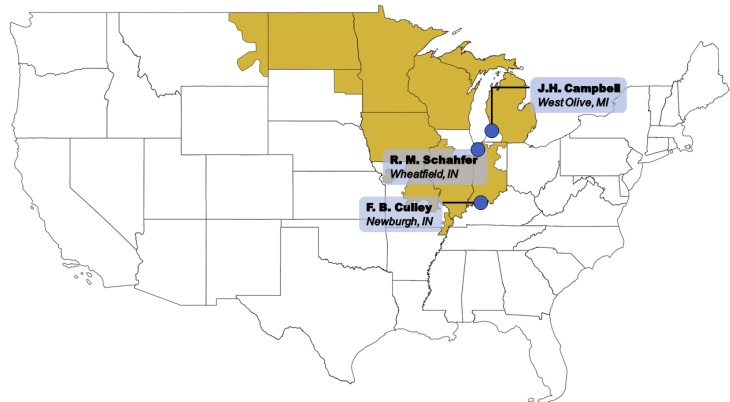 J.H. Campbell
West Olive, MI
R. M. Schahfer
Wheatfield, IN
F. B. Culley
Newburgh, IN